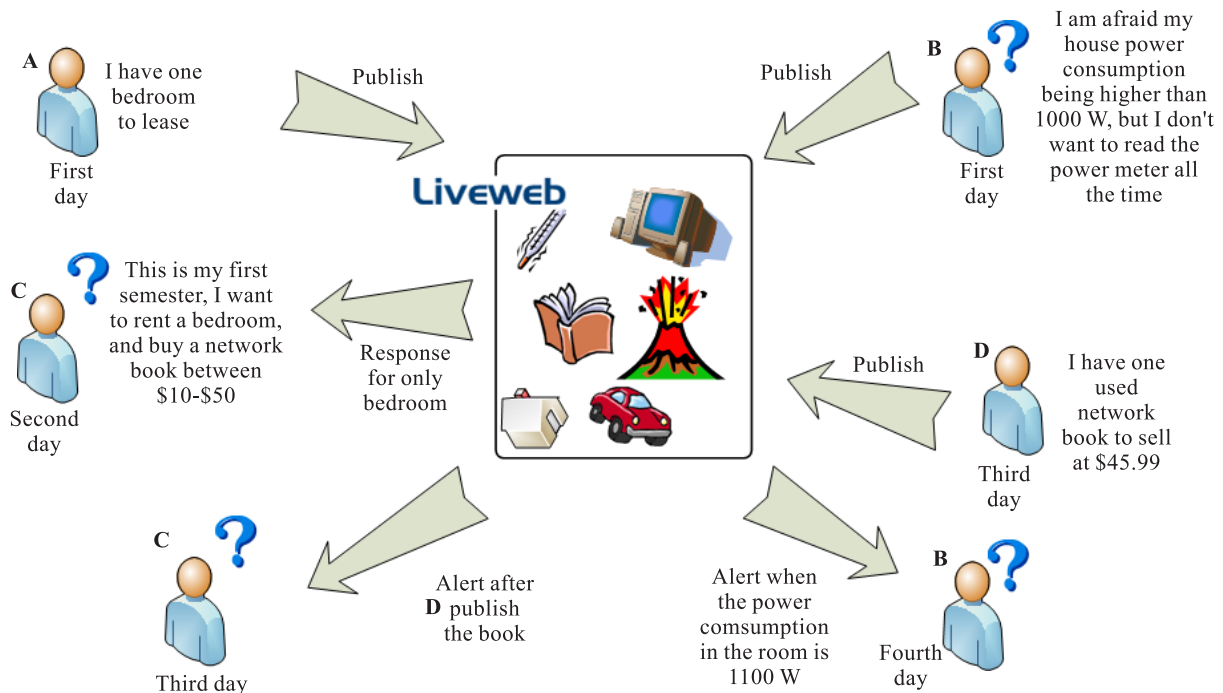 A
I have one
bedroom
to lease
First
day
Publish
Publish
B
First
day
I am afraid my
house power
consumption
being higher than
1000 W, but I don't
want to read the
power meter all
the time
Liveweb
C
Second
day
This is my first
semester, I want
to rent a bedroom,
and buy a network
book between
$10-$50
Response
for only
bedroom
Publish
D
Third
day
I have one
used
network
book to sell
at $45.99
C
Third day
Alert after
D publish
the book
Alert when
the power
comsumption
in the room is
1100 W
B
Fourth
day